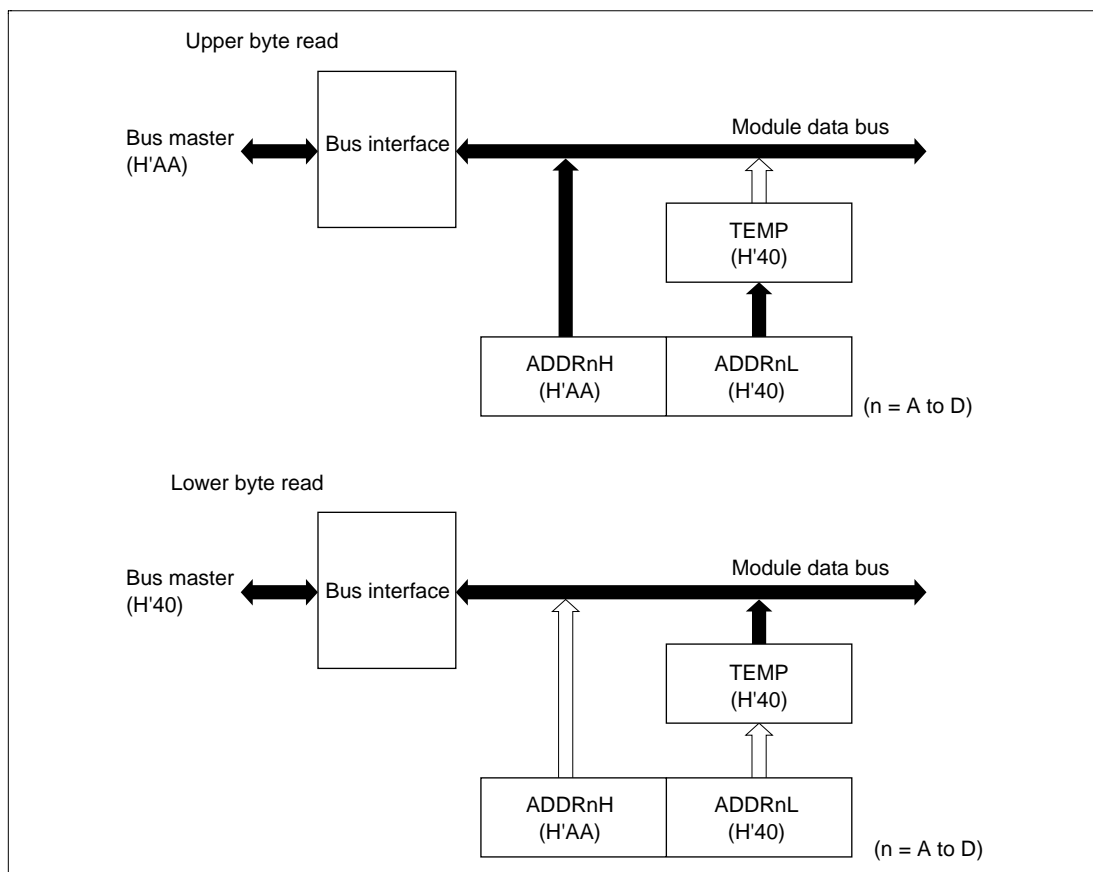 Upper byte read
Bus master
(H'AA)
Bus interface
Module data bus
TEMP
(H'40)
ADDRnH
(H'AA)
ADDRnL
(H'40)
(n = A to D)
Lower byte read
Bus master
(H'40)
Bus interface
Module data bus
TEMP
(H'40)
ADDRnH
(H'AA)
ADDRnL
(H'40)
(n = A to D)